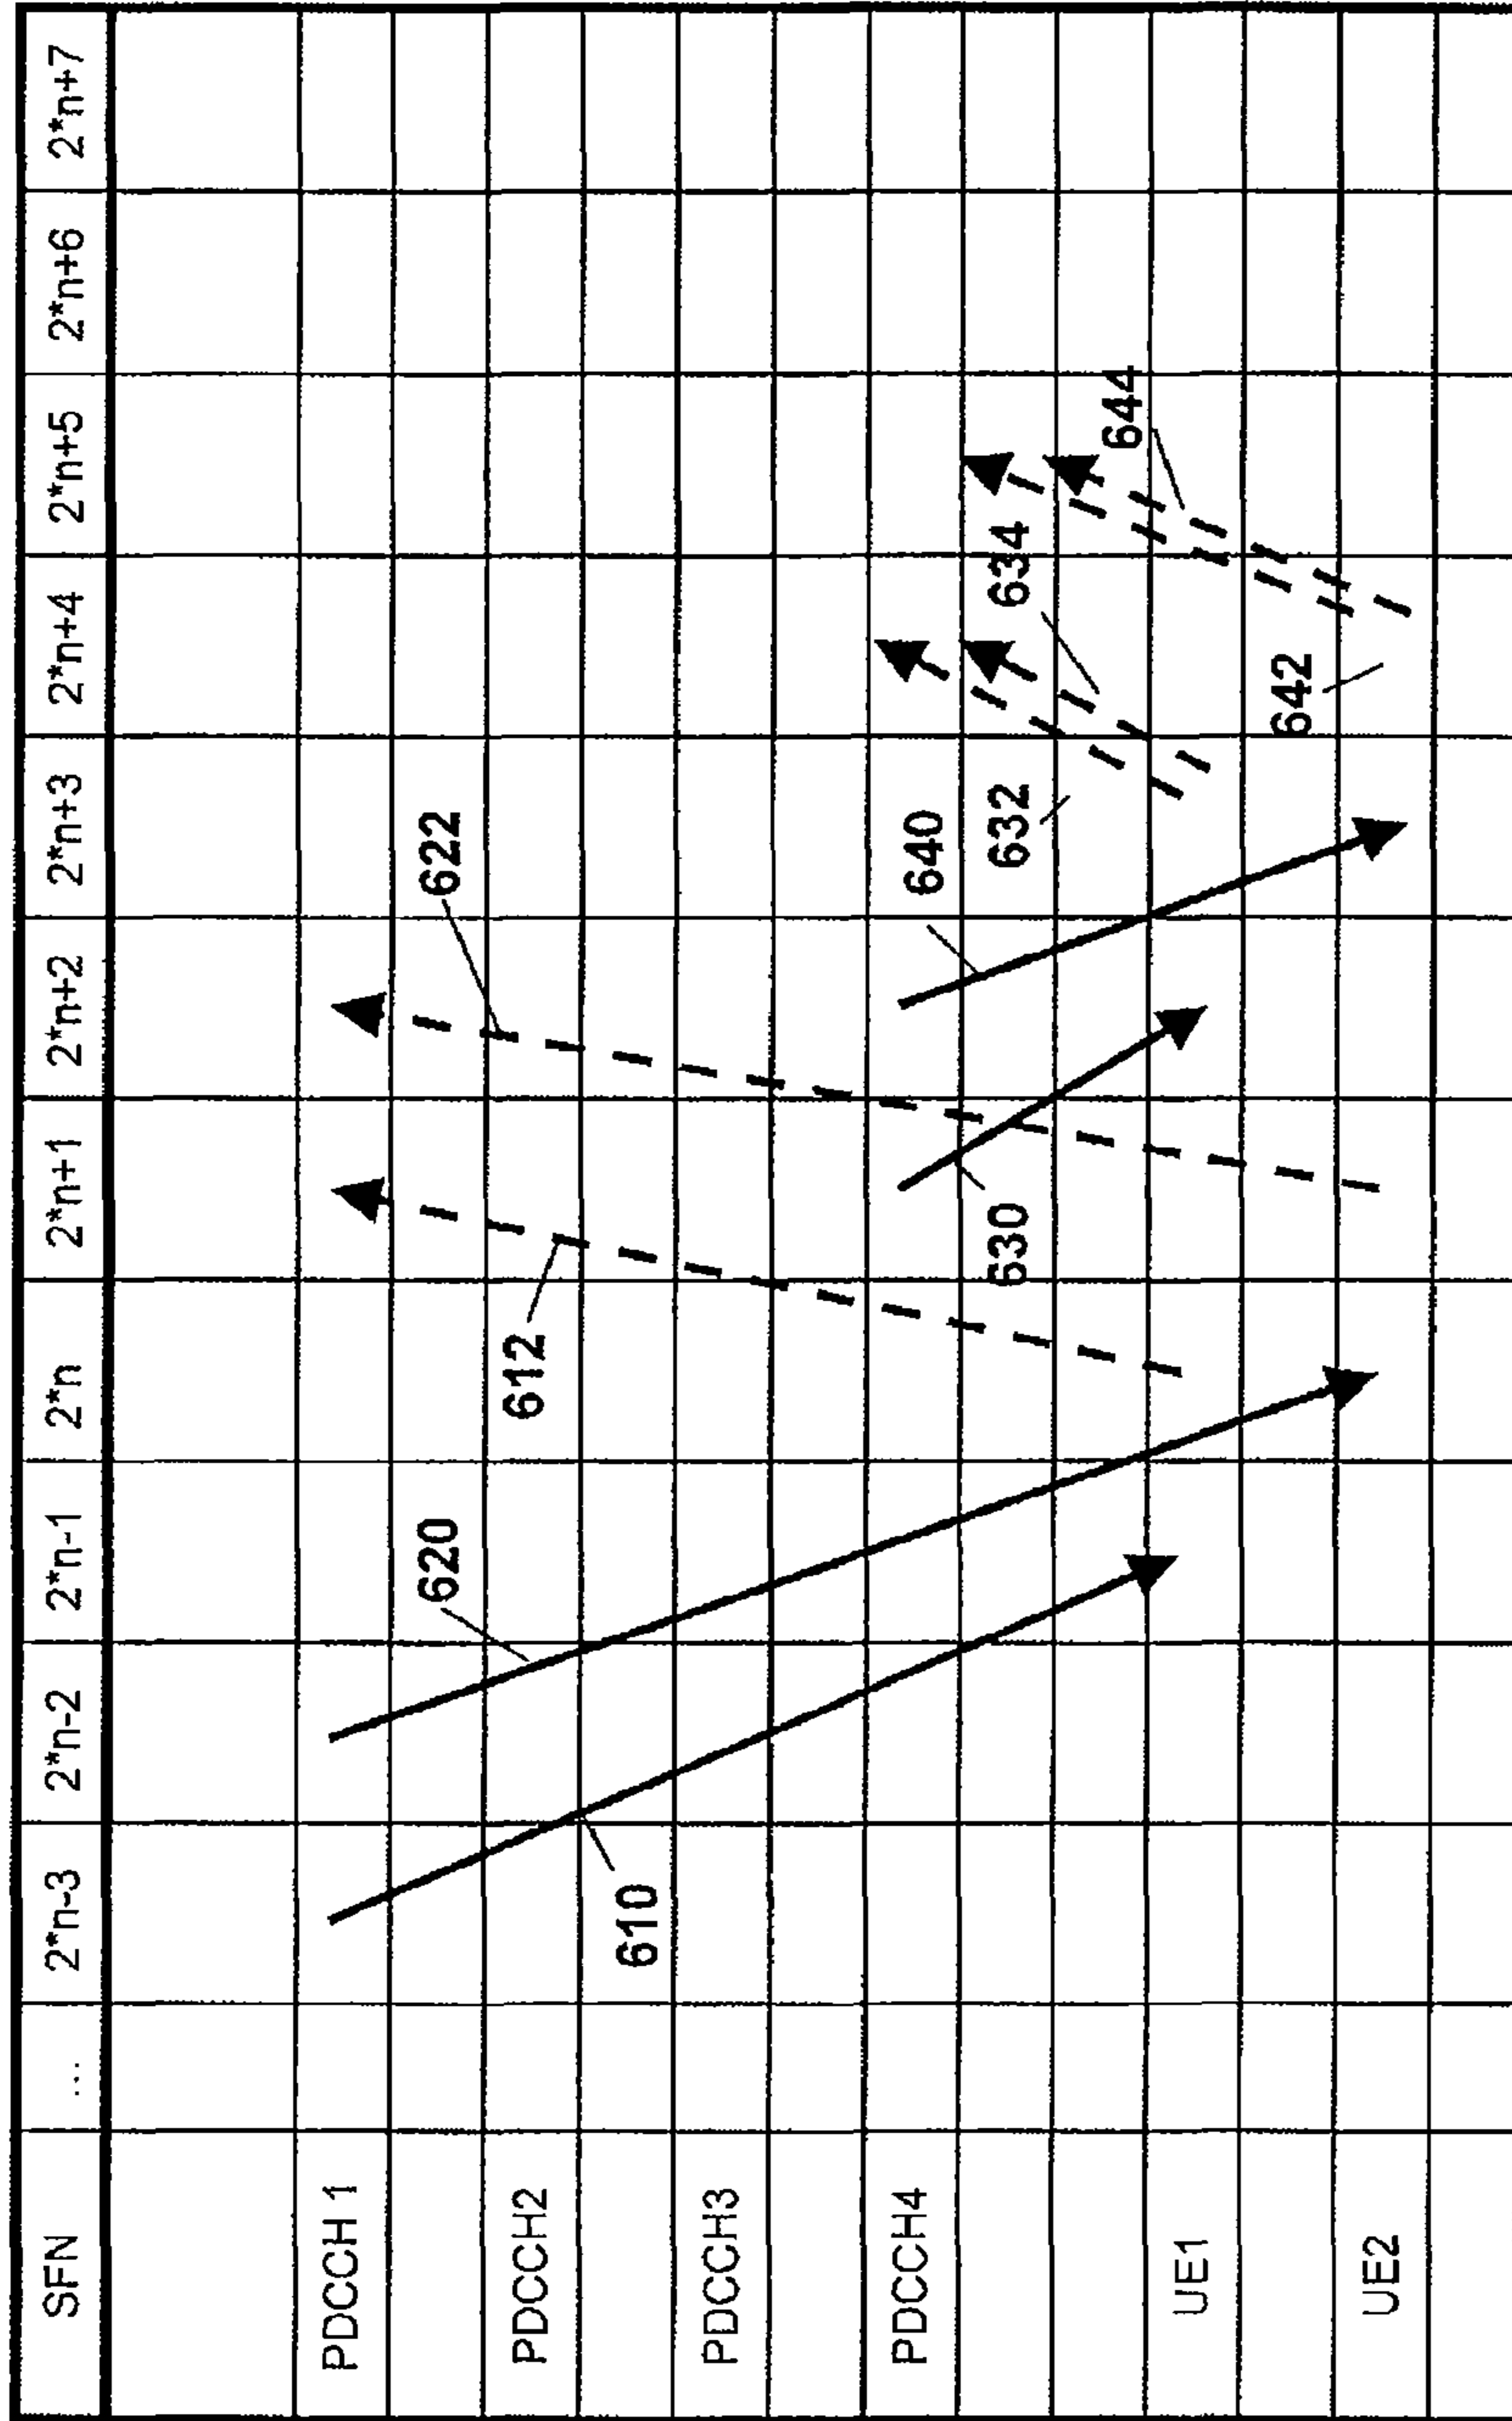 SFN ... 2*n-3 2*n-2 2*n-1 2*n 2*n+1 2*n+2 2*n+3 2*n+4 2*n+5 2*n+6 2*n+7
PDCCH 1
620 622
PDCCH2
612
PDCCH3
610
PDCCH4
640
630 632 634
644
UE1
642
UE2